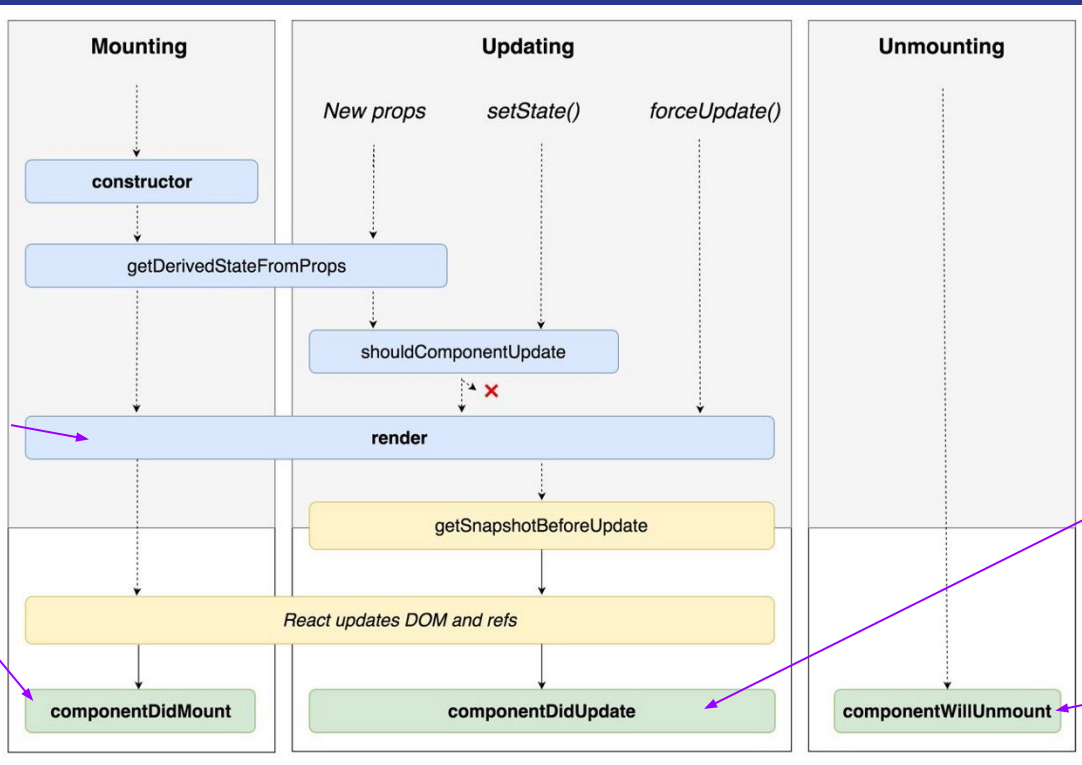 Mounting
Updating
Unmounting
New props
setState()
forceUpdate()
constructor
getDerivedStateFromProps
shouldComponentUpdate
render
getSnapshotBeforeUpdate
React updates DOM and refs
componentDidMount
componentDidUpdate
componentWillUnmount